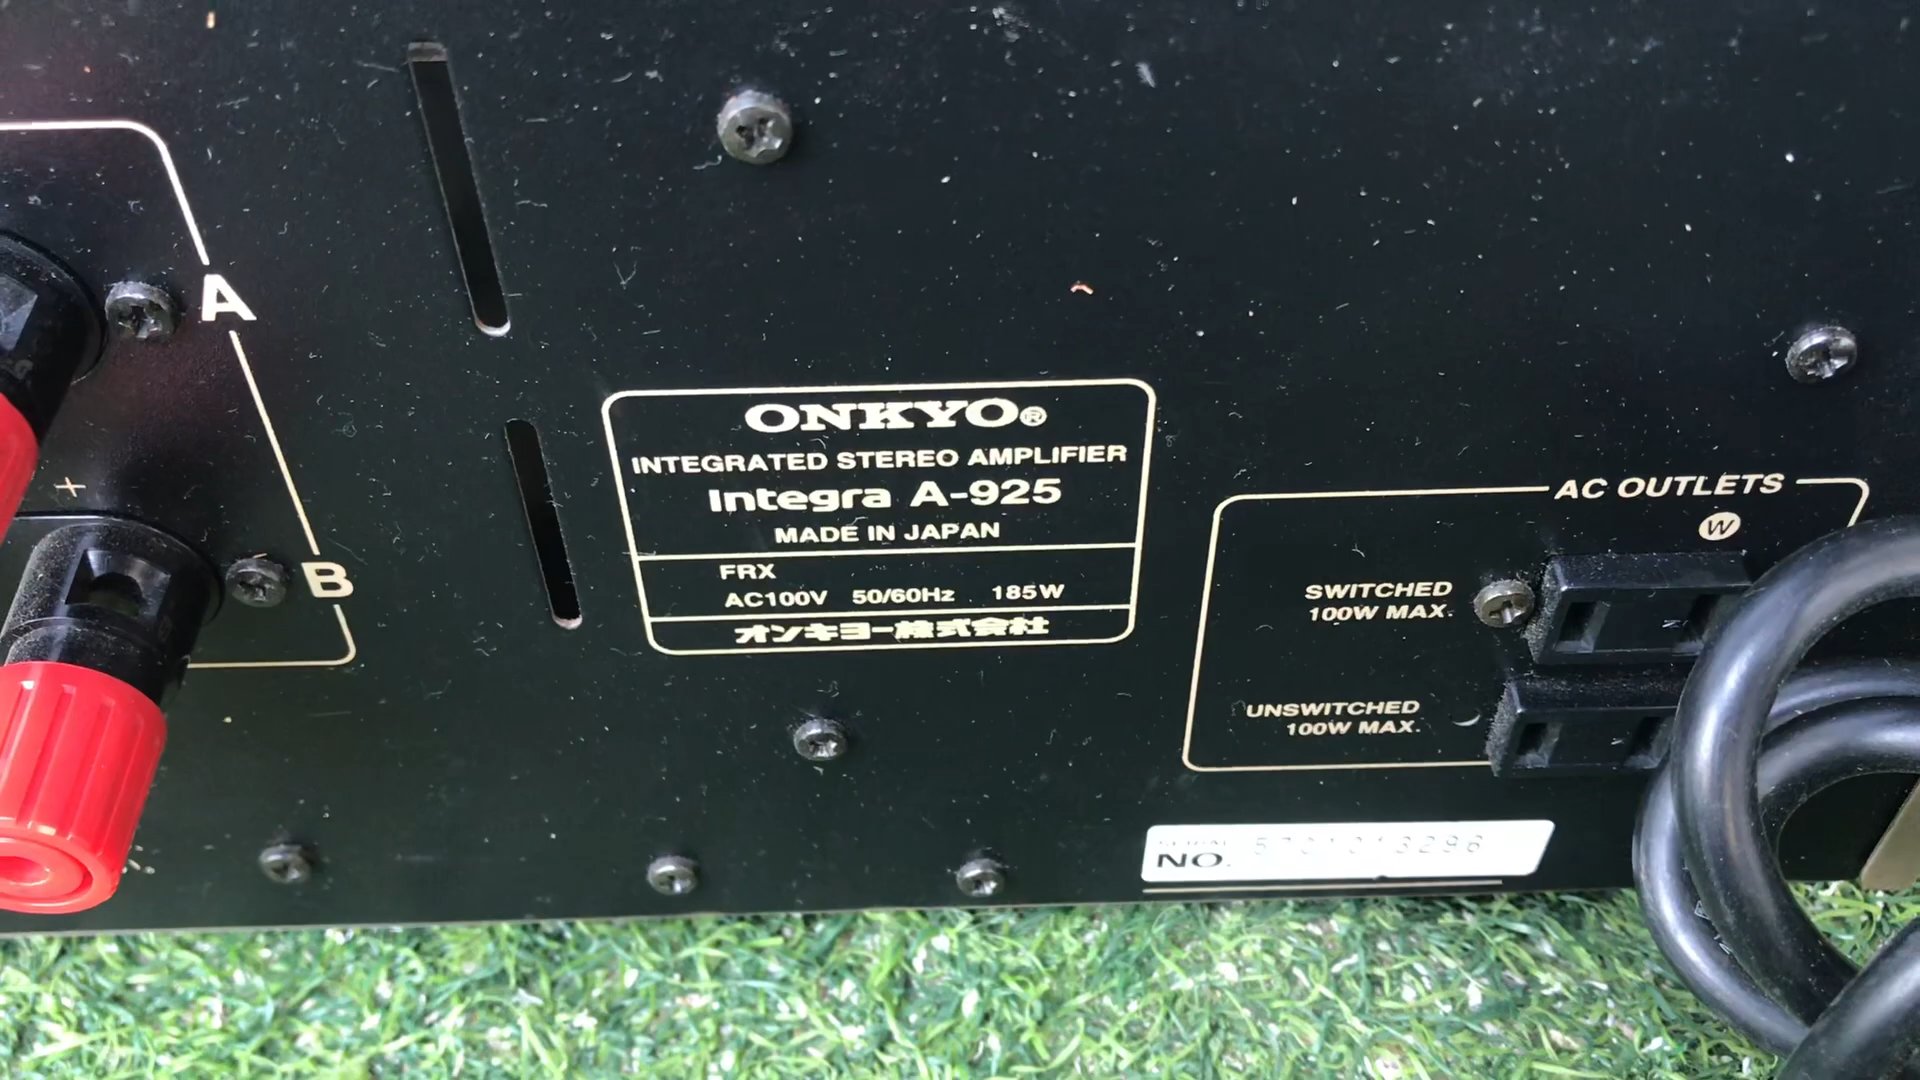 A
+
B
ONKYO®
INTEGRATED STEREO AMPLIFIER
Integra A-925
MADE IN JAPAN
FRX
AC100V 50/60Hz 185W
オンキヨー株式会社
AC OUTLETS
W
SWITCHED
100W MAX.
UNSWITCHED
100W MAX.
SERIAL
NO.